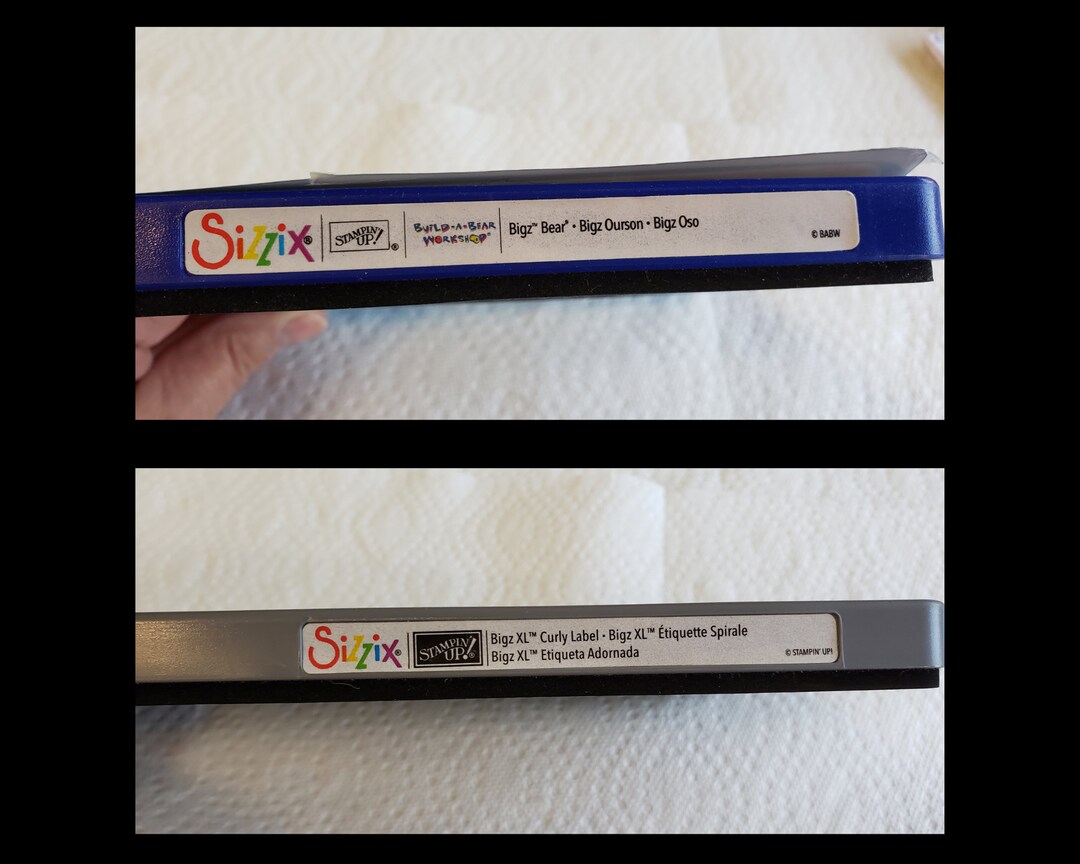 Sizzix®
STAMPIN' UP!®
BUILD-A-BEAR WORKSHOP®
Bigz™ Bear® • Bigz Ourson • Bigz Oso
© BABW
Sizzix®
STAMPIN' UP!®
Bigz XL™ Curly Label • Bigz XL™ Étiquette Spirale
Bigz XL™ Etiqueta Adornada
© STAMPIN' UP!